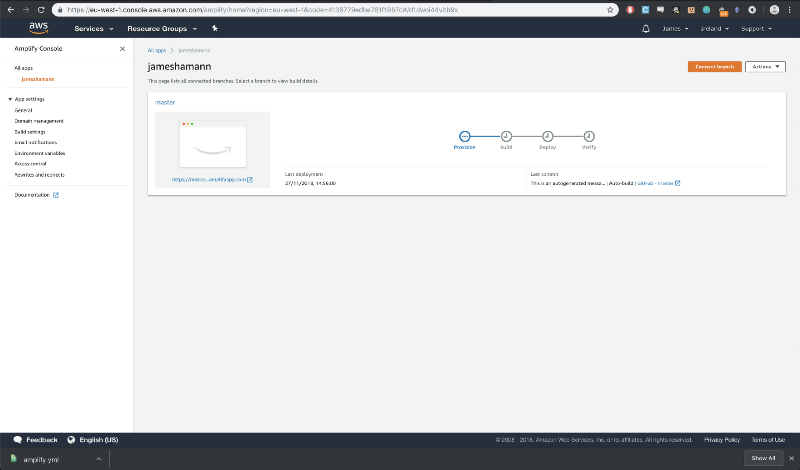 https://eu-west-1.console.aws.amazon.com/amplify/home?region=eu-west-1&code=
aws
Services
Resource Groups
James
Ireland
Support
Amplify Console
All apps
jameshamann
App settings
General
Domain management
Build settings
Email notifications
Environment variables
Access control
Rewrites and redirects
Documentation
All apps > jameshamann
jameshamann
Connect branch
Actions
This page lists all connected branches. Select a branch to view build details.
master
https://master...amplifyapp.com
Provision
Build
Deploy
Verify
Last deployment
27/11/2018, 14:56:00
Last commit
This is an autogenerated messa... | Auto-build | GitHub - master
Feedback
English (US)
© 2008 - 2018, Amazon Web Services, Inc. or its affiliates. All rights reserved.
Privacy Policy
Terms of Use
amplify.yml
Show All